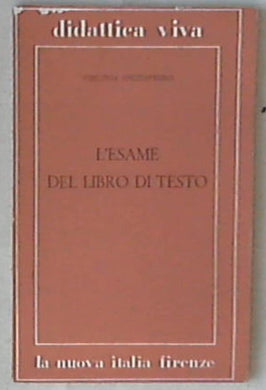 didattica viva
L'ESAME
DEL LIBRO DI TESTO
la nuova italia firenze